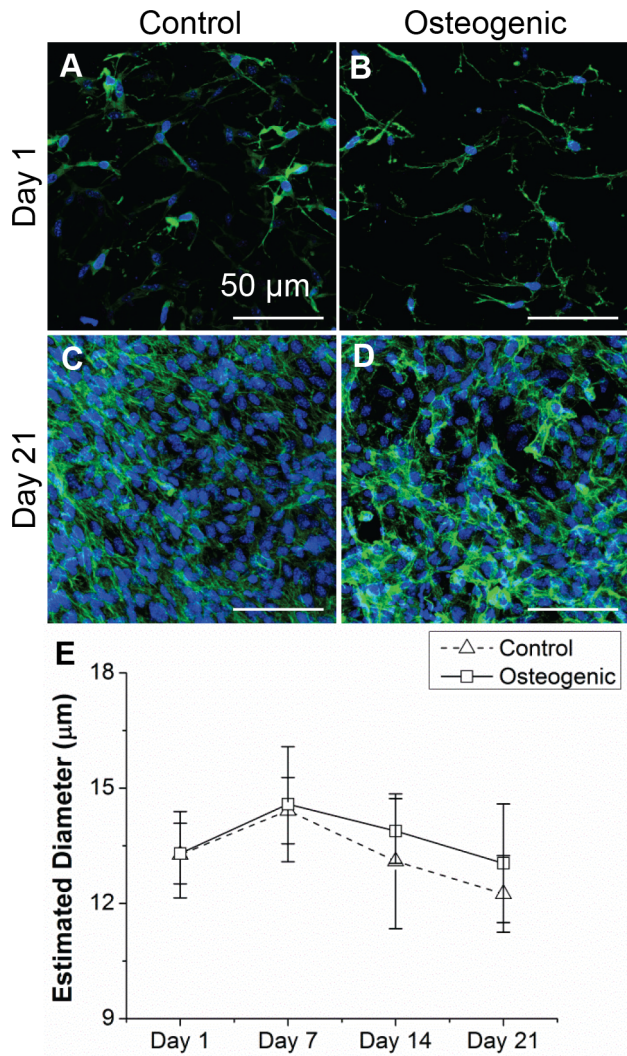 Control Osteogenic
Day 1
A
B
50 μm
Day 21
C
D
E
Control
Osteogenic
Estimated Diameter (μm)
18
15
12
9
Day 1 Day 7 Day 14 Day 21